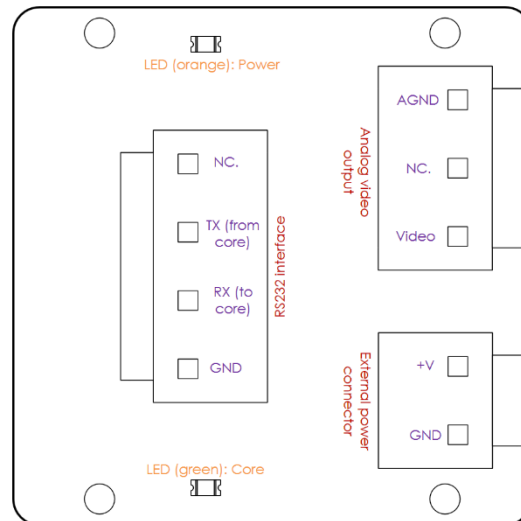 LED (orange): Power
NC.
TX (from
core)
RX (to
core)
GND
RS232 interface
LED (green): Core
AGND
NC.
Video
Analog video
output
+V
GND
External power
connector